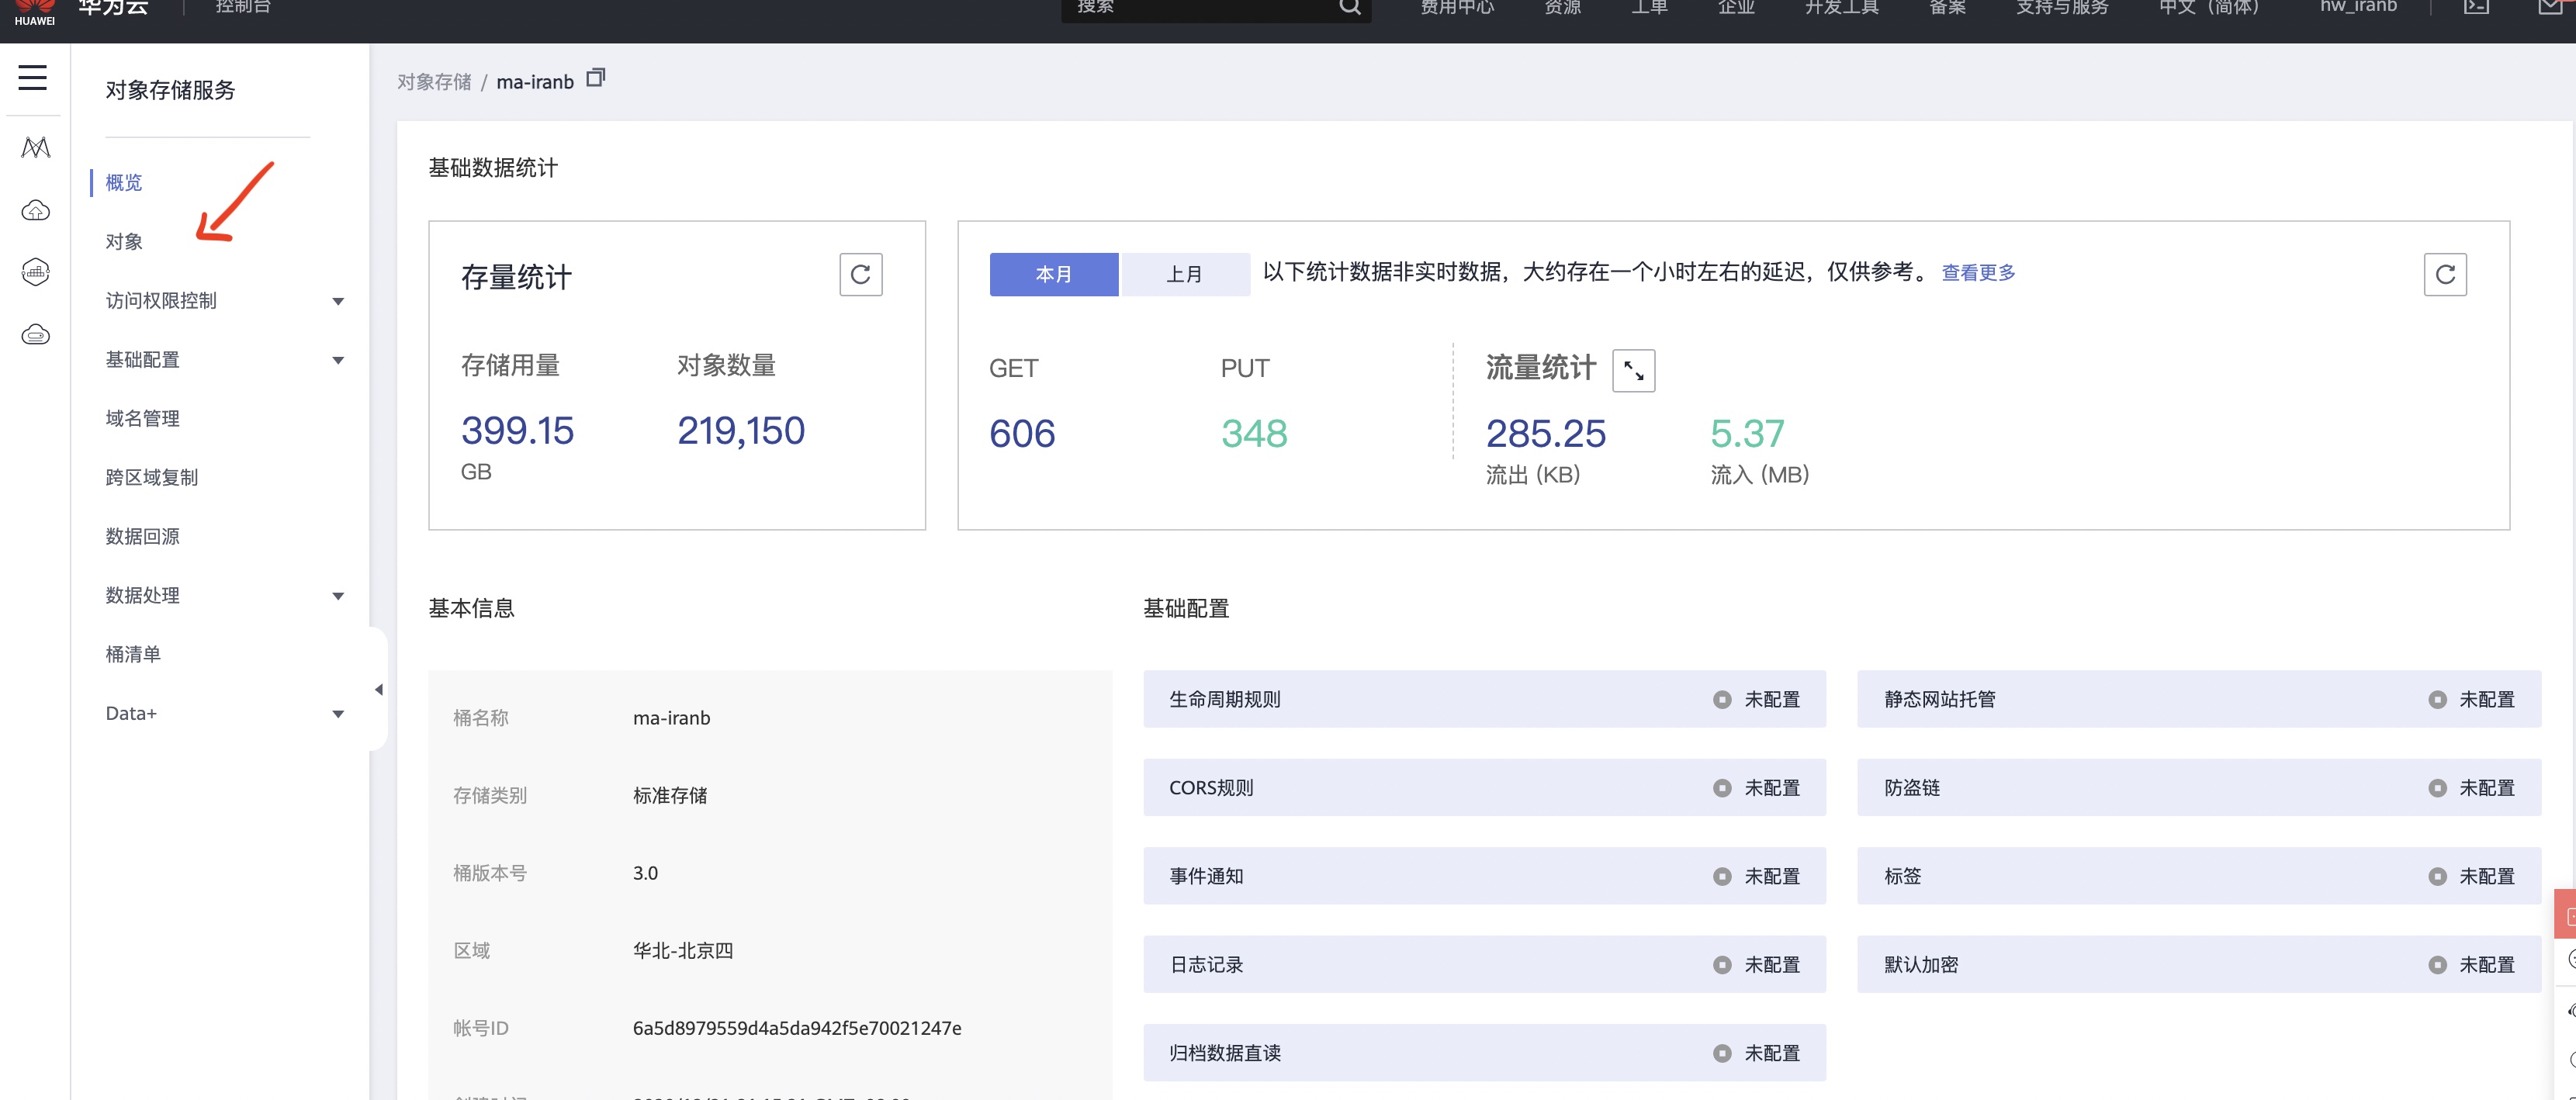 HUAWEI
华为云
控制台
搜索
费用中心
资源
工单
企业
开发工具
备案
支持与服务
中文（简体）
hw_iranb
对象存储服务
概览
对象
访问权限控制
基础配置
域名管理
跨区域复制
数据回源
数据处理
桶清单
Data+
对象存储 / ma-iranb
基础数据统计
存量统计
存储用量
对象数量
399.15
219,150
GB
本月
上月
以下统计数据非实时数据，大约存在一个小时左右的延迟，仅供参考。 查看更多
GET
PUT
流量统计
606
348
285.25
5.37
流出 (KB)
流入 (MB)
基本信息
桶名称 ma-iranb
存储类别 标准存储
桶版本号 3.0
区域 华北-北京四
帐号ID 6a5d8979559d4a5da942f5e70021247e
基础配置
生命周期规则 未配置
静态网站托管 未配置
CORS规则 未配置
防盗链 未配置
事件通知 未配置
标签 未配置
日志记录 未配置
默认加密 未配置
归档数据直读 未配置